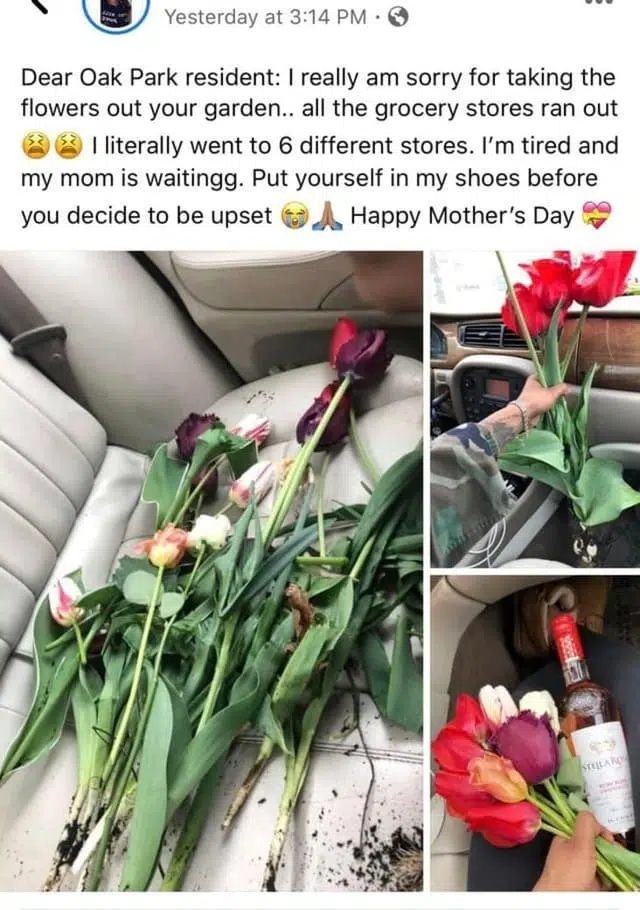 Yesterday at 3:14 PM ·
Dear Oak Park resident: I really am sorry for taking the
flowers out your garden.. all the grocery stores ran out
😫😫 I literally went to 6 different stores. I'm tired and
my mom is waitingg. Put yourself in my shoes before
you decide to be upset 😭🙏🏽 Happy Mother's Day 💝
STELLA ROSA